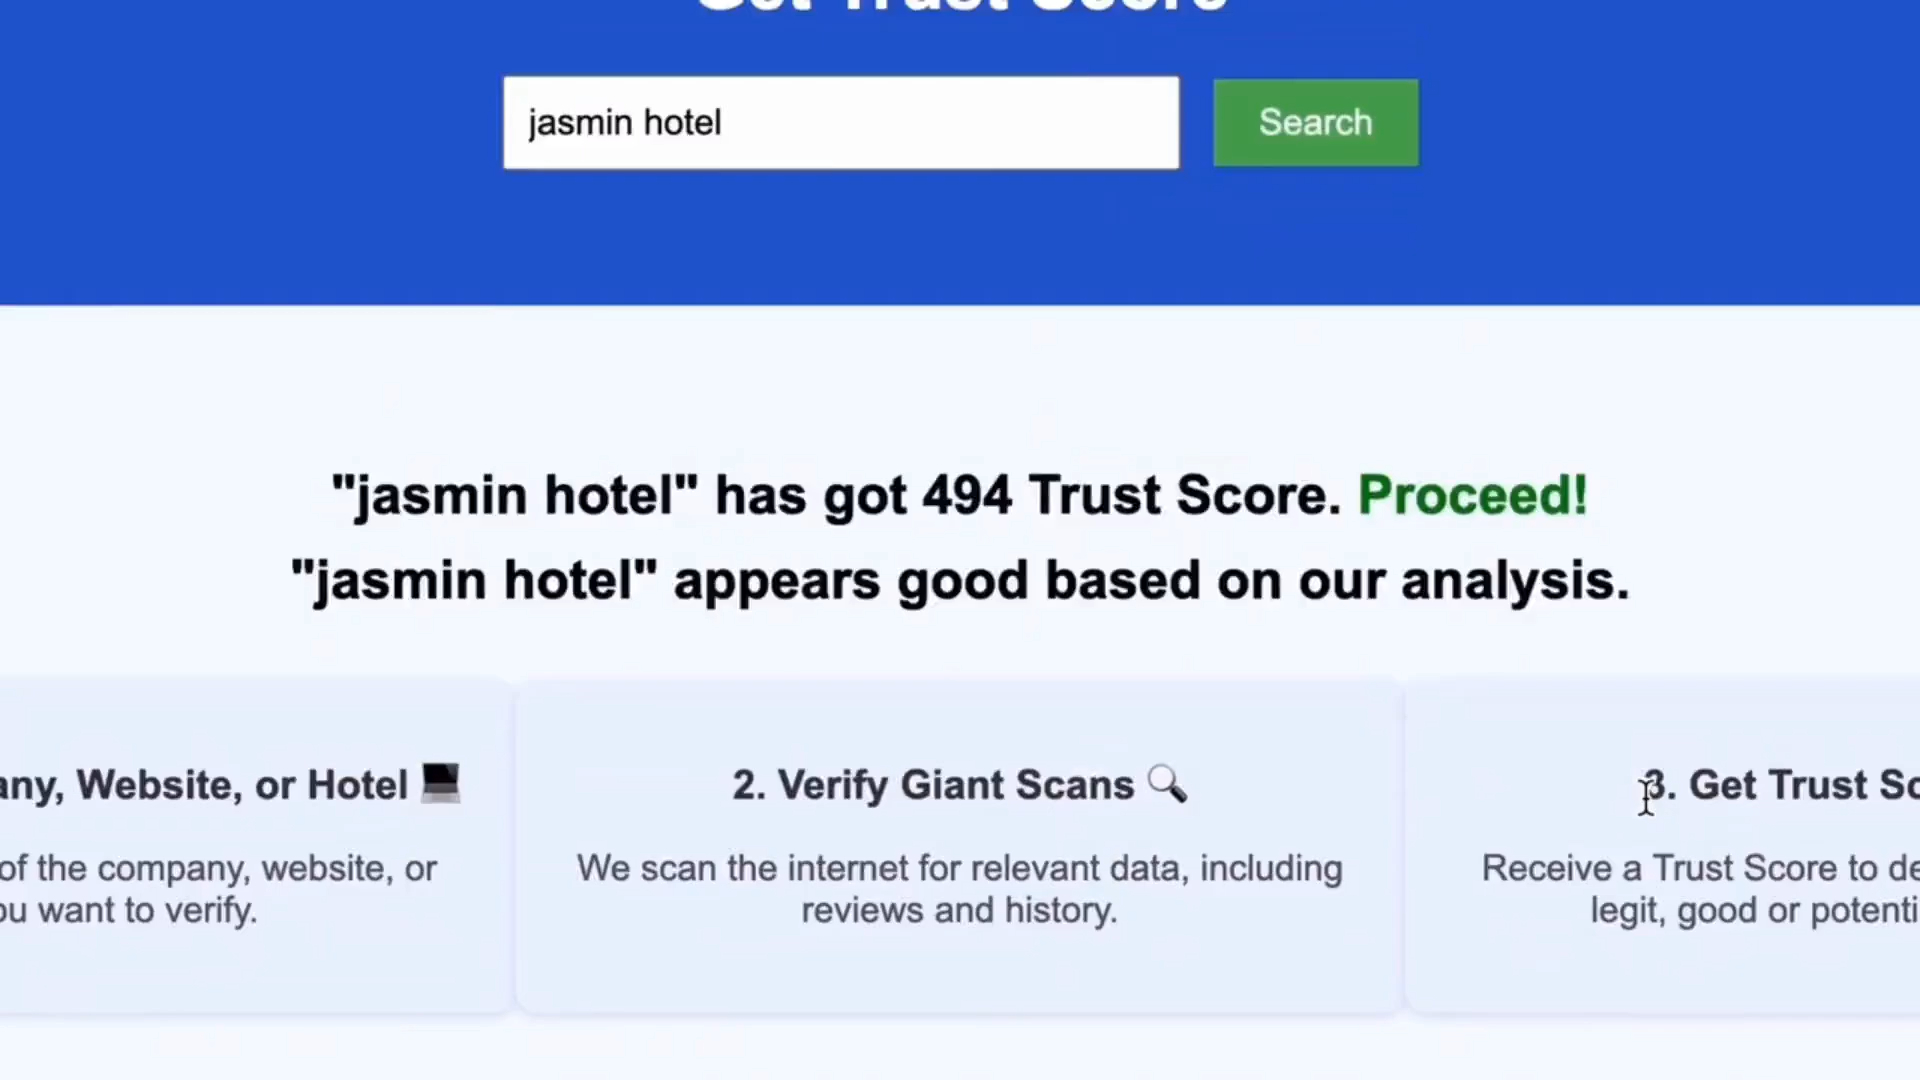 Get Trust Score
jasmin hotel
Search
"jasmin hotel" has got 494 Trust Score. Proceed!
"jasmin hotel" appears good based on our analysis.
any, Website, or Hotel
of the company, website, or
ou want to verify.
2. Verify Giant Scans
We scan the internet for relevant data, including
reviews and history.
3. Get Trust Sc
Receive a Trust Score to de
legit, good or potenti